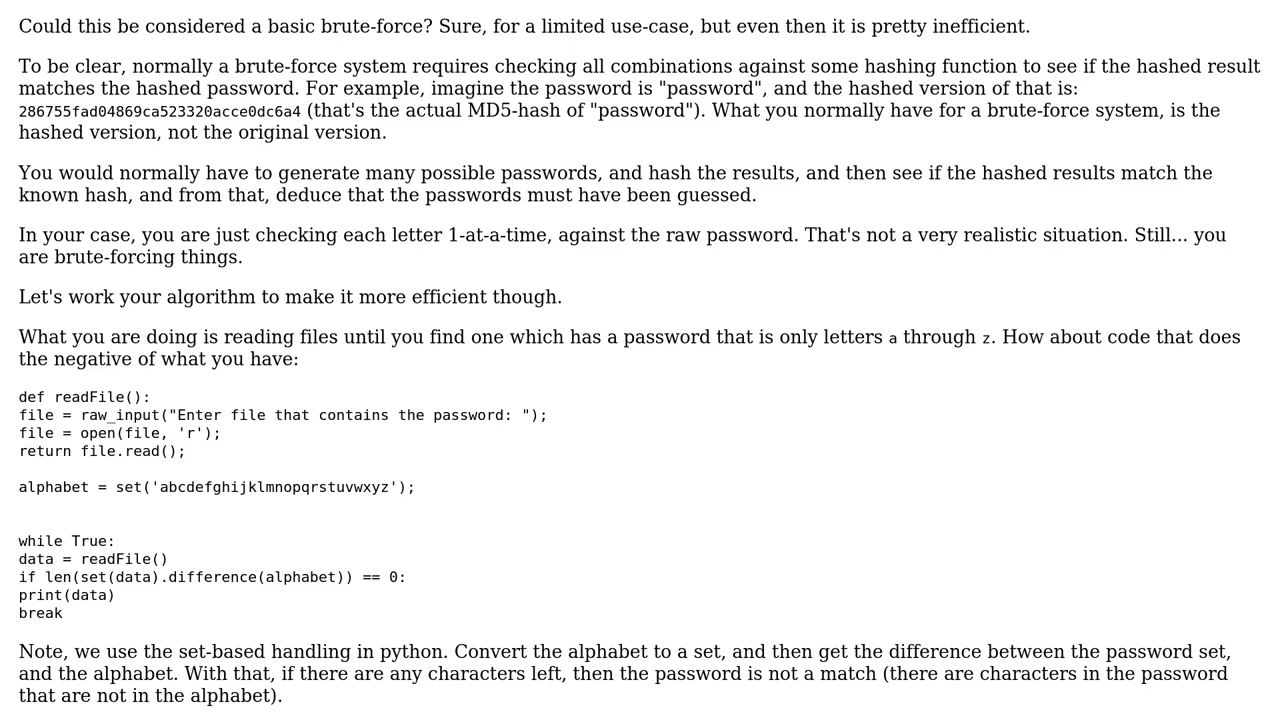 Could this be considered a basic brute-force? Sure, for a limited use-case, but even then it is pretty inefficient.
To be clear, normally a brute-force system requires checking all combinations against some hashing function to see if the hashed result
matches the hashed password. For example, imagine the password is "password", and the hashed version of that is:
286755fad04869ca523320acce0dc6a4 (that's the actual MD5-hash of "password"). What you normally have for a brute-force system, is the
hashed version, not the original version.
You would normally have to generate many possible passwords, and hash the results, and then see if the hashed results match the
known hash, and from that, deduce that the passwords must have been guessed.
In your case, you are just checking each letter 1-at-a-time, against the raw password. That's not a very realistic situation. Still... you
are brute-forcing things.
Let's work your algorithm to make it more efficient though.
What you are doing is reading files until you find one which has a password that is only letters a through z. How about code that does
the negative of what you have:
def readFile():
file = raw_input("Enter file that contains the password: ");
file = open(file, 'r');
return file.read();
alphabet = set('abcdefghijklmnopqrstuvwxyz');
while True:
data = readFile()
if len(set(data).difference(alphabet)) == 0:
print(data)
break
Note, we use the set-based handling in python. Convert the alphabet to a set, and then get the difference between the password set,
and the alphabet. With that, if there are any characters left, then the password is not a match (there are characters in the password
that are not in the alphabet).